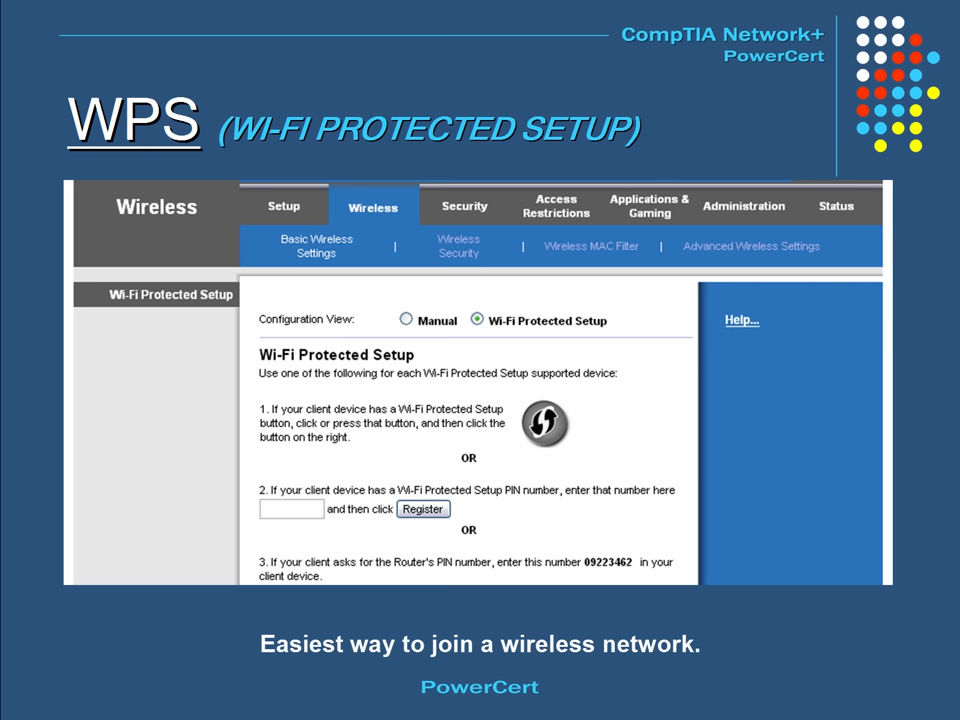 CompTIA Network+
PowerCert
WPS (WI-FI PROTECTED SETUP)
Wireless
Setup
Wireless
Security
Access
Restrictions
Applications &
Gaming
Administration
Status
Basic Wireless
Settings
|
Wireless
Security
|
Wireless MAC Filter
|
Advanced Wireless Settings
Wi-Fi Protected Setup
Configuration View:
Manual
Wi-Fi Protected Setup
Help...
Wi-Fi Protected Setup
Use one of the following for each Wi-Fi Protected Setup supported device:
1. If your client device has a Wi-Fi Protected Setup
button, click or press that button, and then click the
button on the right.
OR
2. If your client device has a Wi-Fi Protected Setup PIN number, enter that number here
and then click Register
OR
3. If your client asks for the Router's PIN number, enter this number 09223462 in your
client device.
Easiest way to join a wireless network.
PowerCert